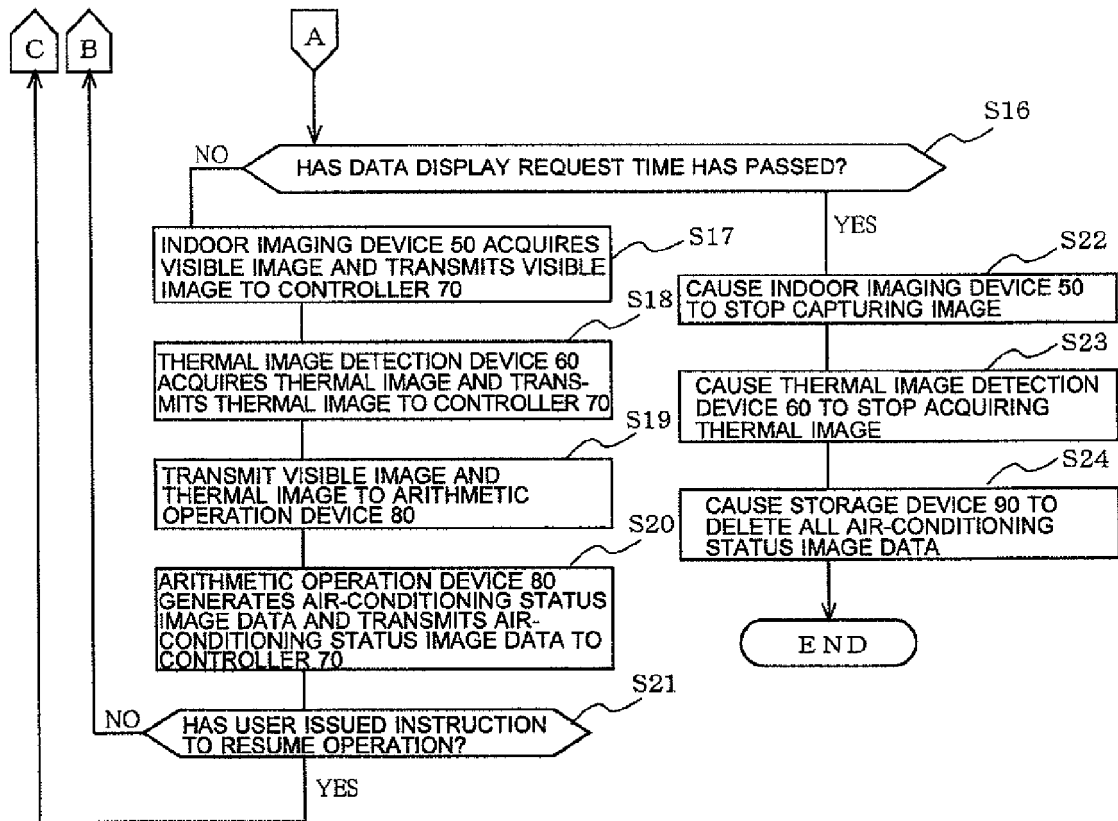 C
B
A
S16
NO
HAS DATA DISPLAY REQUEST TIME HAS PASSED?
YES
S17
INDOOR IMAGING DEVICE 50 ACQUIRES
VISIBLE IMAGE AND TRANSMITS VISIBLE
IMAGE TO CONTROLLER 70
S18
THERMAL IMAGE DETECTION DEVICE 60
ACQUIRES THERMAL IMAGE AND TRANS-
MITS THERMAL IMAGE TO CONTROLLER 70
S19
TRANSMIT VISIBLE IMAGE AND
THERMAL IMAGE TO ARITHMETIC
OPERATION DEVICE 80
S20
ARITHMETIC OPERATION DEVICE 80
GENERATES AIR-CONDITIONING STATUS
IMAGE DATA AND TRANSMITS AIR-
CONDITIONING STATUS IMAGE DATA TO
CONTROLLER 70
S21
NO
HAS USER ISSUED INSTRUCTION
TO RESUME OPERATION?
YES
S22
CAUSE INDOOR IMAGING DEVICE 50
TO STOP CAPTURING IMAGE
S23
CAUSE THERMAL IMAGE DETECTION
DEVICE 60 TO STOP ACQUIRING
THERMAL IMAGE
S24
CAUSE STORAGE DEVICE 90 TO
DELETE ALL AIR-CONDITIONING
STATUS IMAGE DATA
END